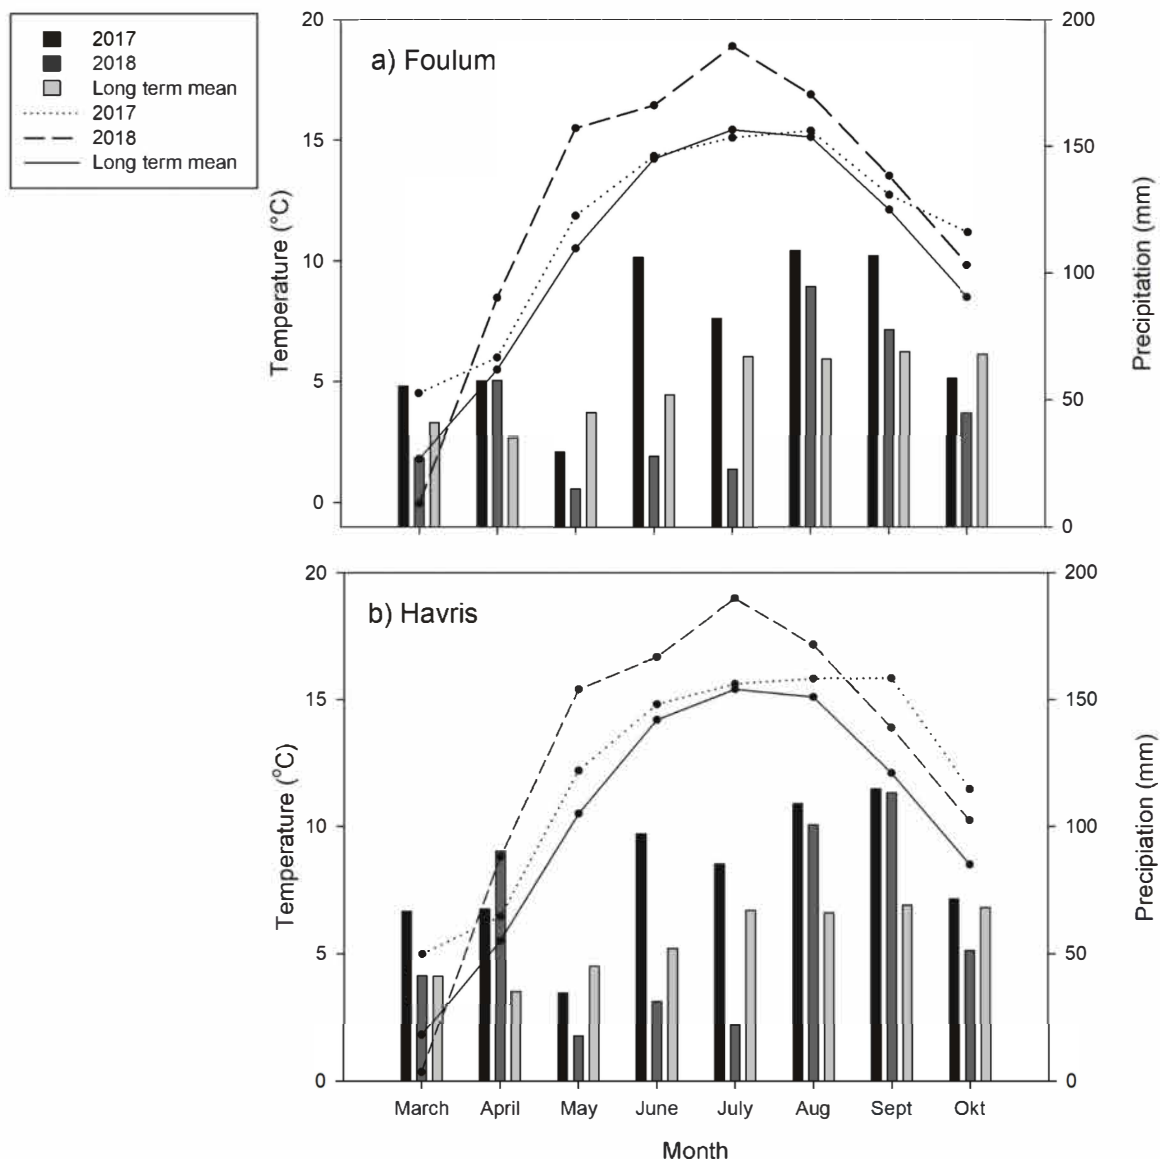 2017
2018
Long term mean
2017
2018
Long term mean
a) Foulum
20
15
10
5
0
Temperature (°C)
200
150
100
50
0
Precipitation (mm)
b) Havris
20
15
10
5
0
Temperature (°C)
200
150
100
50
0
Precipiation (mm)
March April May June July Aug Sept Okt
Month